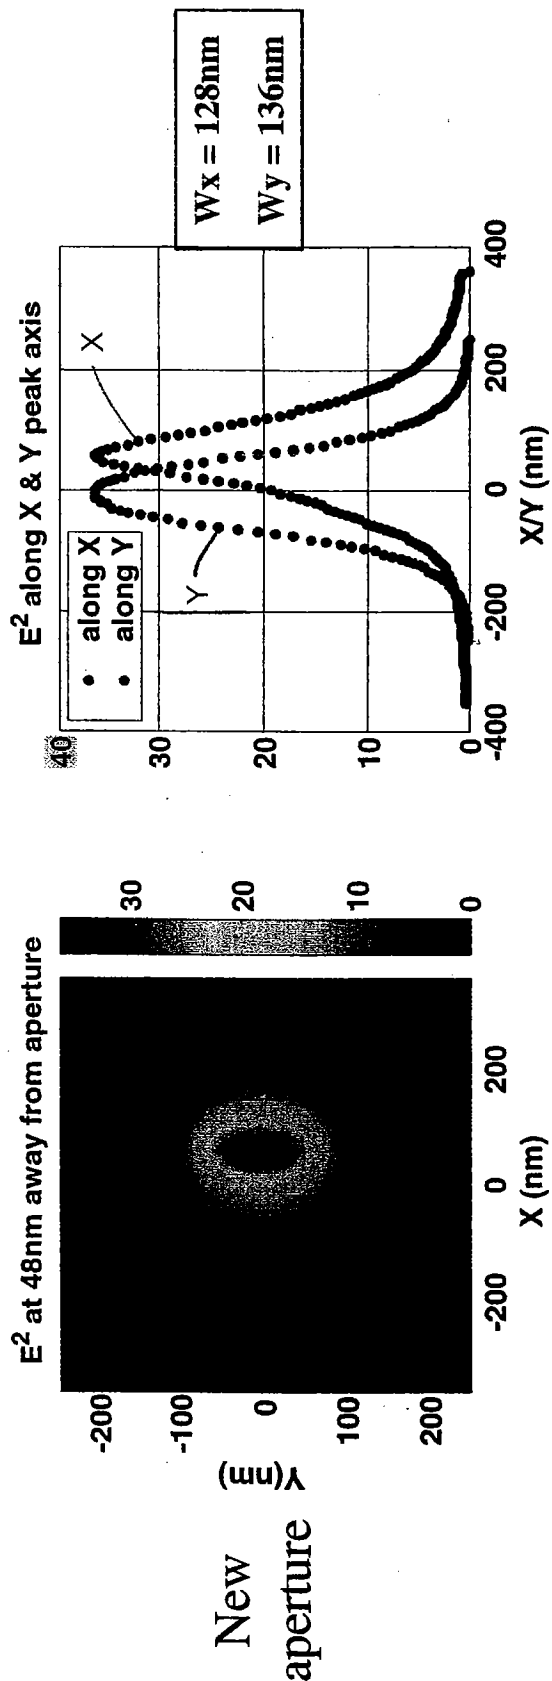 New
aperture
E² at 48nm away from aperture
Y(nm)
-200
-100
0
100
200
-200
0
200
X (nm)
30
20
10
0
E² along X & Y peak axis
along X
along Y
X
Y
40
30
20
10
0
-400
-200
0
200
400
X/Y (nm)
Wx = 128nm
Wy = 136nm